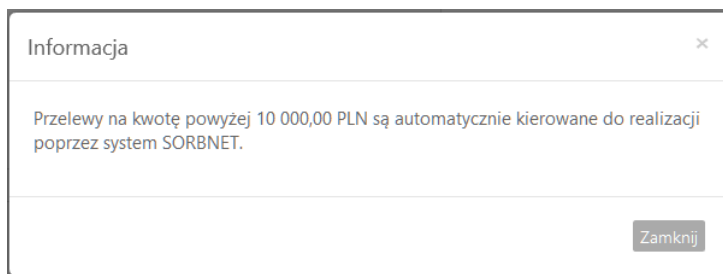 Informacja ×
Przelewy na kwotę powyżej 10 000,00 PLN są automatycznie kierowane do realizacji
poprzez system SORBNET.
Zamknij